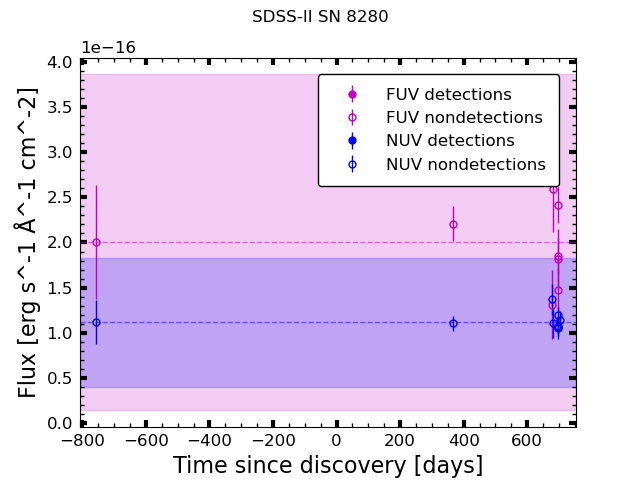 SDSS-II SN 8280
1e−16
4.0
3.5
3.0
2.5
2.0
1.5
1.0
0.5
0.0
FUV detections
FUV nondetections
NUV detections
NUV nondetections
Flux [erg s^-1 Å^-1 cm^-2]
−800 −600 −400 −200 0 200 400 600
Time since discovery [days]